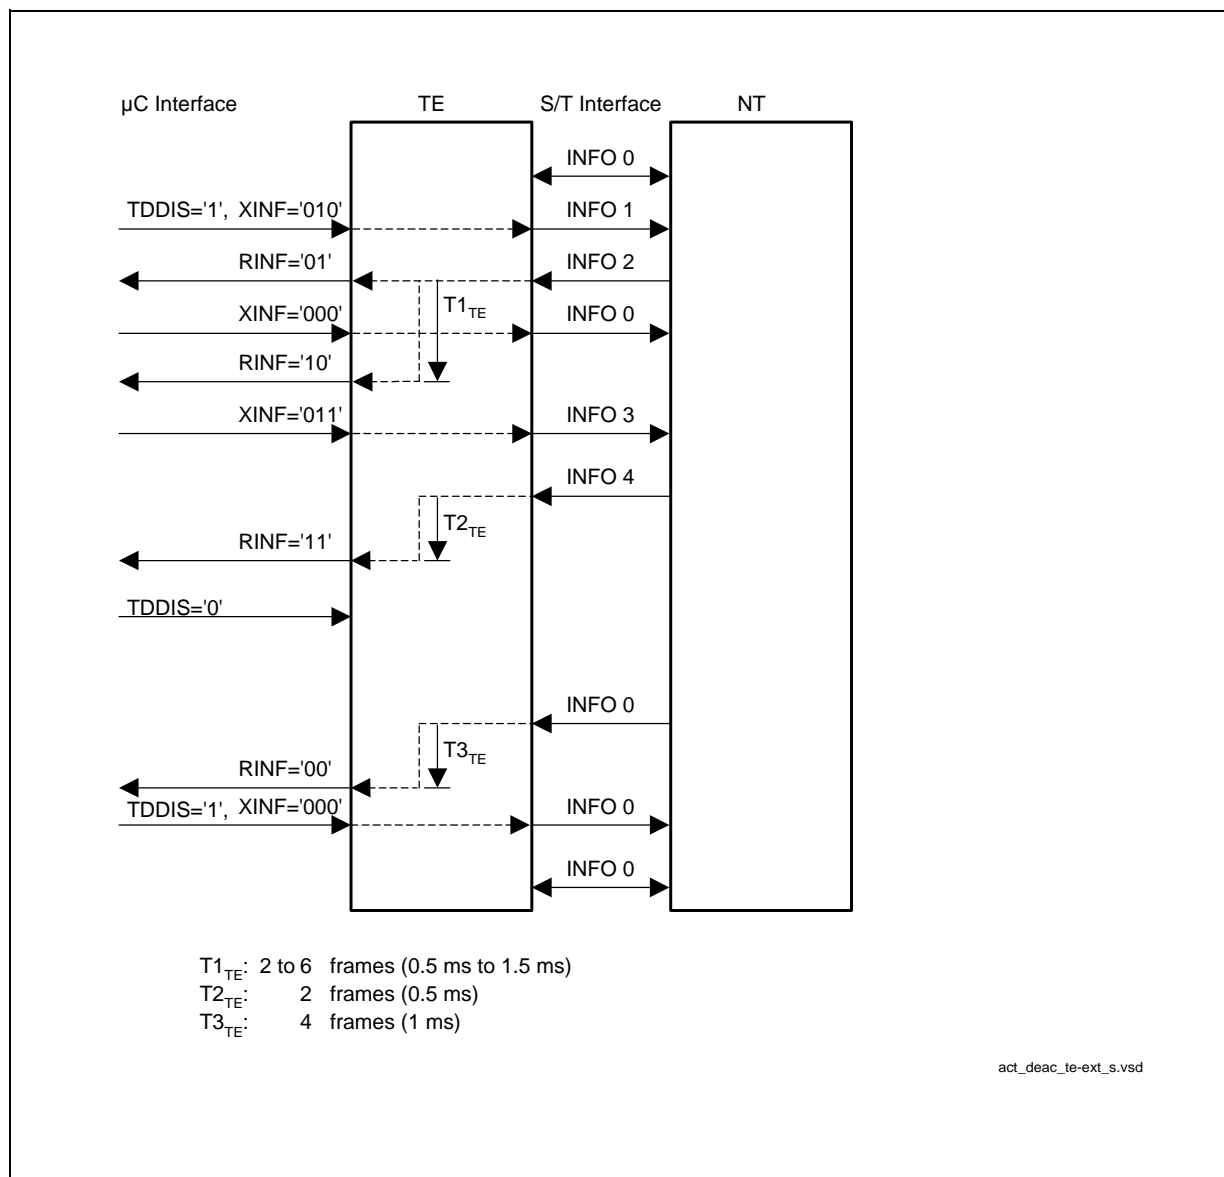 µC Interface TE S/T Interface NT
INFO 0
TDDIS='1', XINF='010' INFO 1
RINF='01' INFO 2
T1TE
XINF='000' INFO 0
RINF='10'
XINF='011' INFO 3
INFO 4
T2TE
RINF='11'
TDDIS='0'
INFO 0
T3TE
RINF='00'
TDDIS='1', XINF='000' INFO 0
INFO 0
T1TE: 2 to 6 frames (0.5 ms to 1.5 ms)
T2TE: 2 frames (0.5 ms)
T3TE: 4 frames (1 ms)
act_deac_te-ext_s.vsd